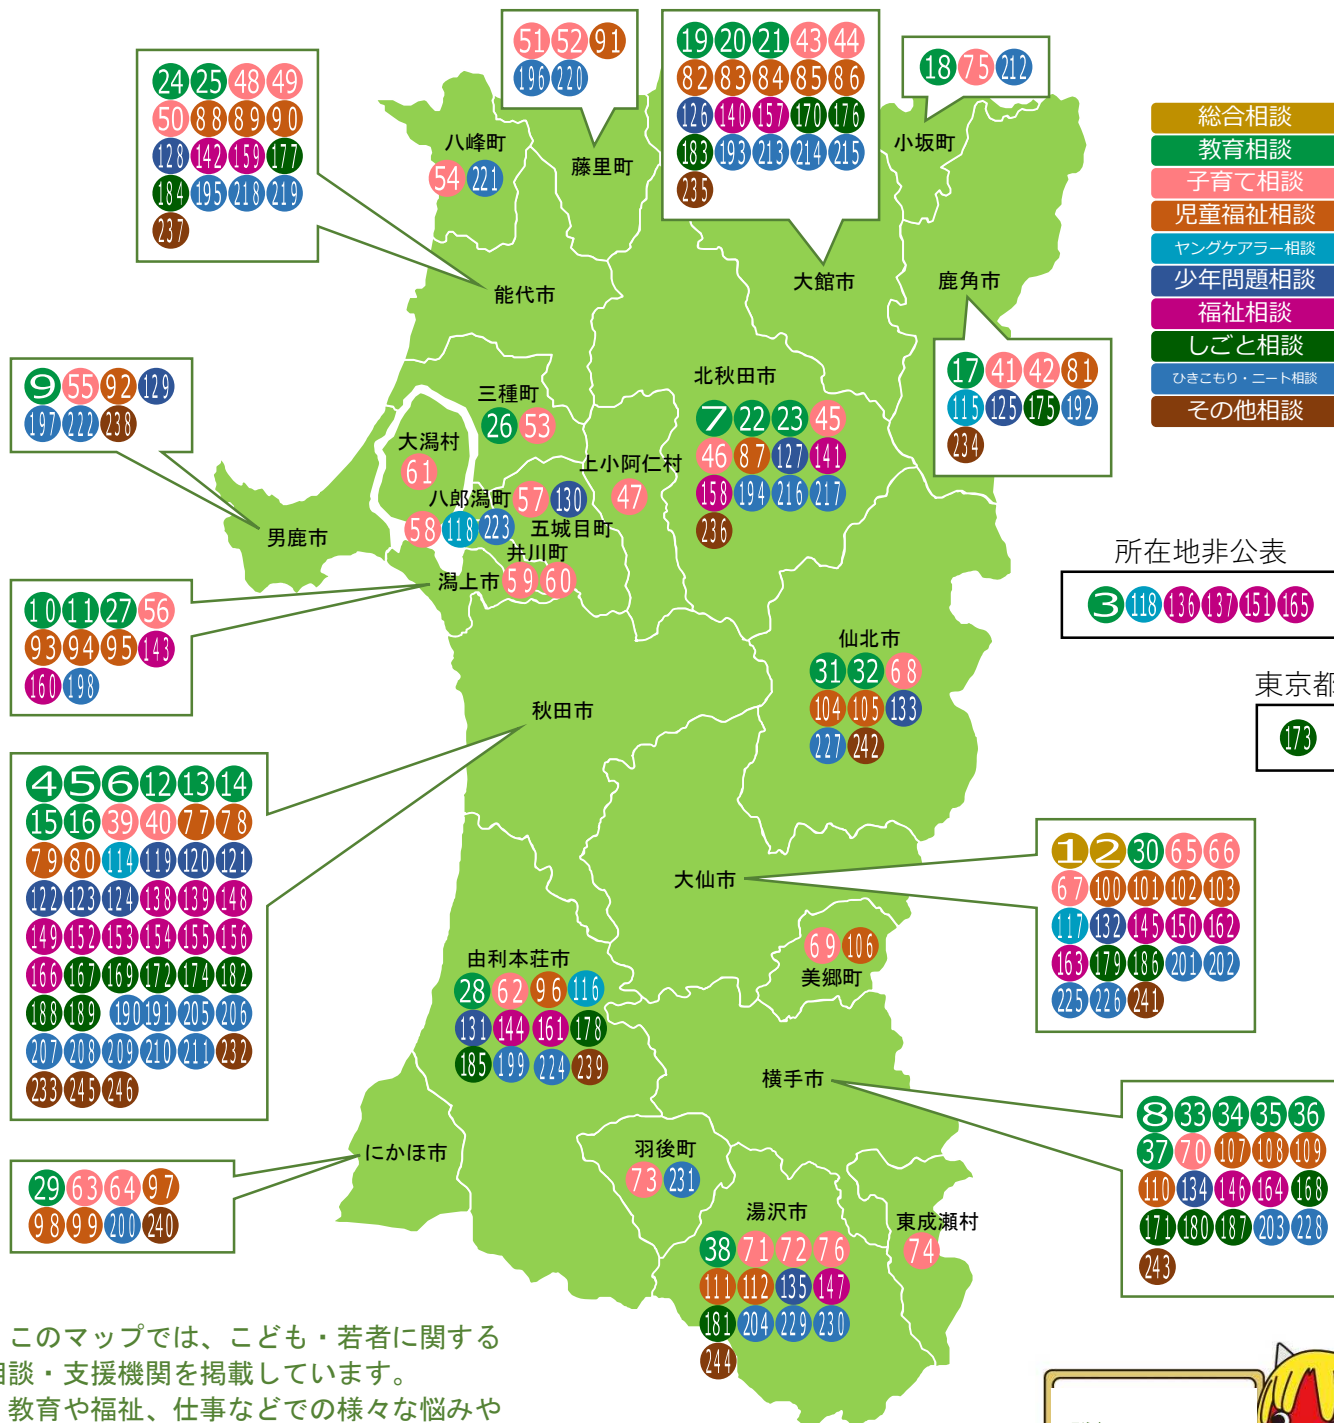 51 52 91
196 220
19 20 21 43 44
82 83 84 85 86
126 140 157 170 176
183 193 213 214 215
235
18 75 212
24 25 48 49
50 88 89 90
128 142 159 177
184 195 218 219
237
総合相談
教育相談
子育て相談
児童福祉相談
ヤングケアラー相談
少年問題相談
福祉相談
しごと相談
ひきこもり・ニート相談
その他相談
八峰町
54 221
藤里町
小坂町
能代市
大館市
鹿角市
17 41 42 81
115 125 175 192
234
9 55 92 129
197 222 238
三種町
26 53
北秋田市
7 22 23 45
46 87 127 141
158 194 216 217
236
大潟村
61
上小阿仁村
47
八郎潟町
58 118 223
57 130
五城目町
男鹿市
井川町
59 60
潟上市
所在地非公表
3 118 136 137 151 165
10 11 27 56
93 94 95 143
160 198
仙北市
31 32 68
104 105 133
227 242
東京都
173
秋田市
4 5 6 12 13 14
15 16 39 40 77 78
79 80 114 119 120 121
122 123 124 138 139 148
149 152 153 154 155 156
166 167 169 172 174 182
188 189 190 191 205 206
207 208 209 210 211 232
233 245 246
大仙市
1 2 30 65 66
67 100 101 102 103
117 132 145 150 162
163 179 186 201 202
225 226 241
69 106
美郷町
由利本荘市
28 62 96 116
131 144 161 178
185 199 224 239
横手市
8 33 34 35 36
37 70 107 108 109
110 134 146 164 168
171 180 187 203 228
243
にかほ市
29 63 64 97
98 99 200 240
羽後町
73 231
湯沢市
38 71 72 76
111 112 135 147
181 204 229 230
244
東成瀬村
74
このマップでは、こども・若者に関する
相談・支援機関を掲載しています。
教育や福祉、仕事などでの様々な悩みや